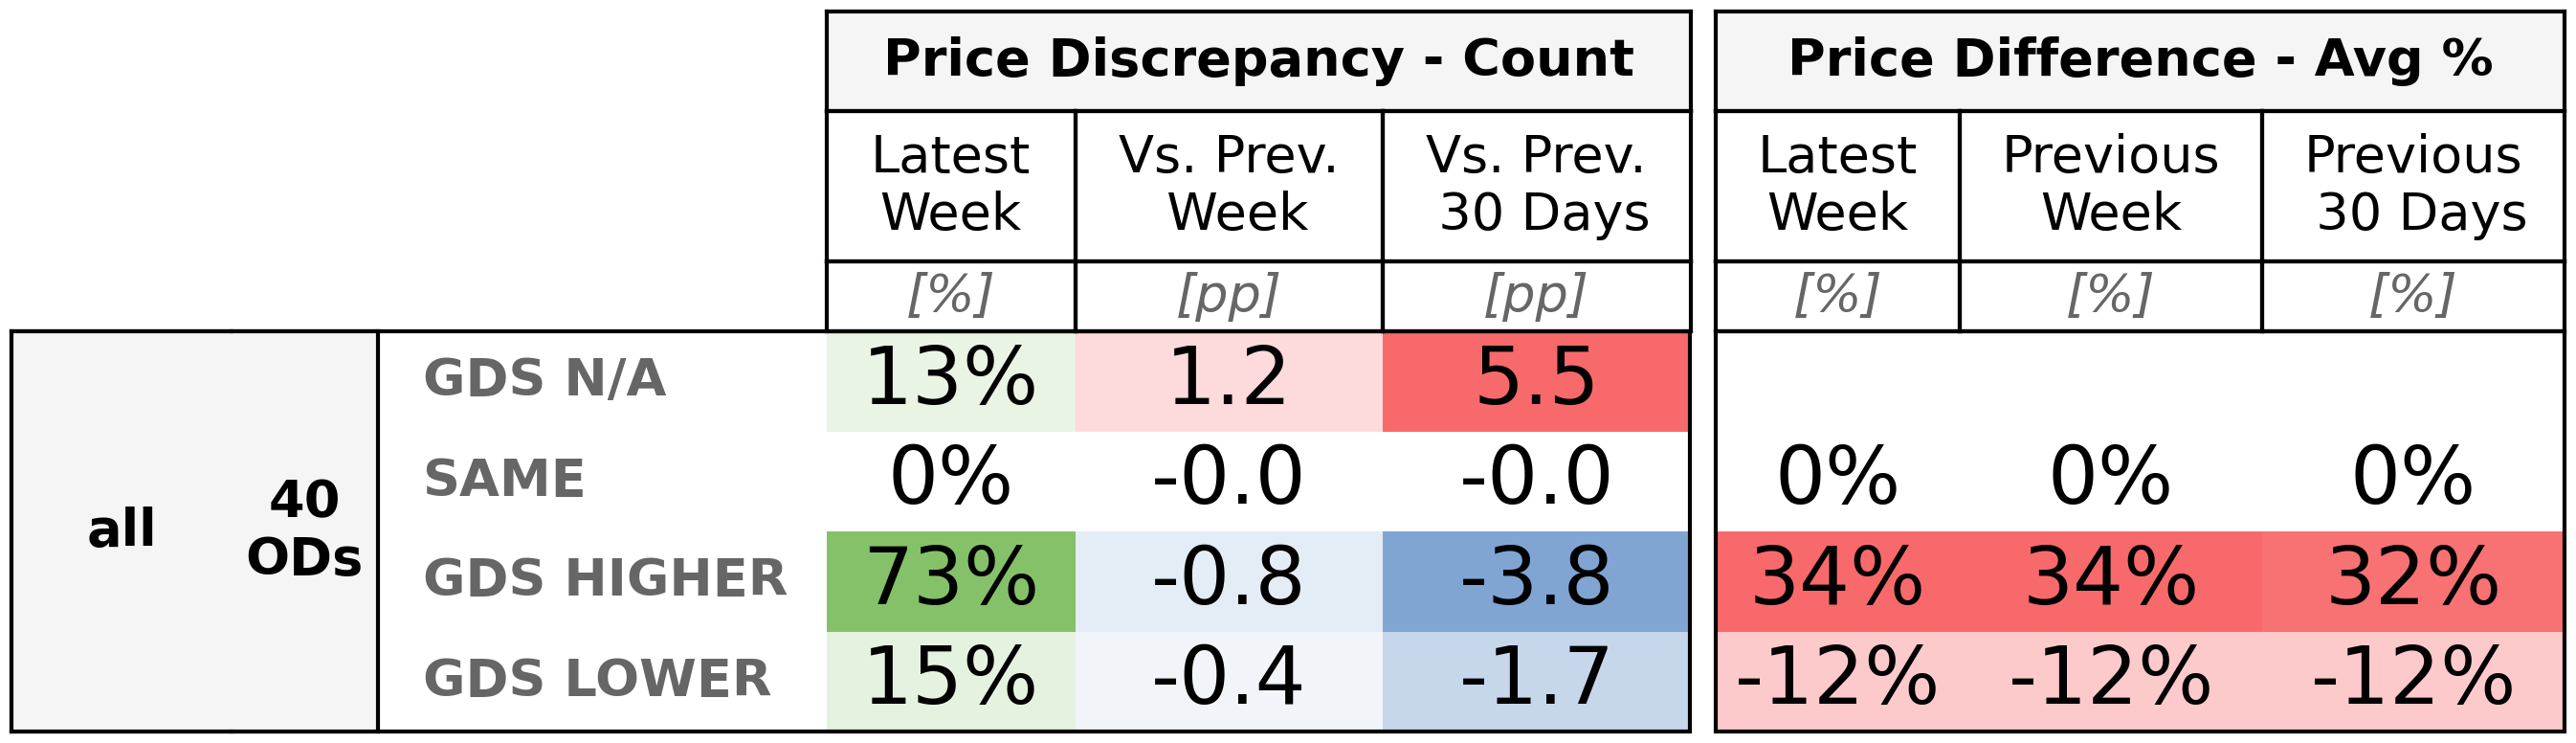 Price Discrepancy - Count
Price Difference - Avg %
Latest Week
Vs. Prev. Week
Vs. Prev. 30 Days
Latest Week
Previous Week
Previous 30 Days
[%] [pp] [pp] [%] [%] [%]
all
40 ODs
GDS N/A 13% 1.2 5.5
SAME 0% -0.0 -0.0 0% 0% 0%
GDS HIGHER 73% -0.8 -3.8 34% 34% 32%
GDS LOWER 15% -0.4 -1.7 -12% -12% -12%